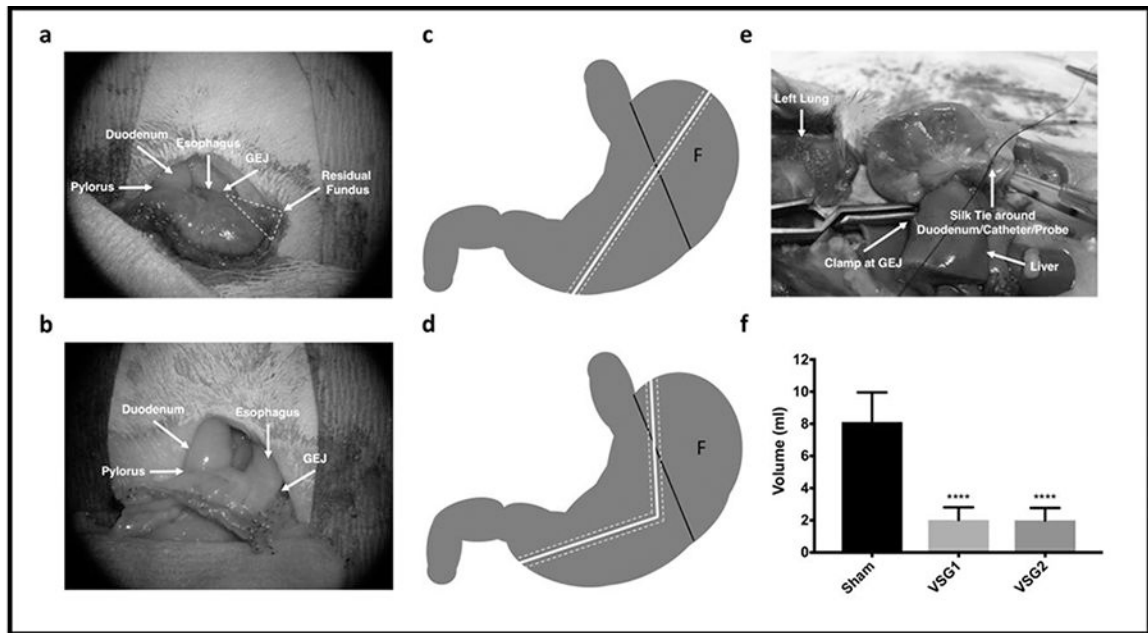 a
Duodenum
Esophagus
GEJ
Pylorus
Residual
Fundus
b
Duodenum
Esophagus
Pylorus
GEJ
c
F
d
F
e
Left Lung
Silk Tie around
Duodenum/Catheter/Probe
Clamp at GEJ
Liver
f
12
10
8
6
4
2
0
Volume (ml)
****
****
Sham
VSG1
VSG2